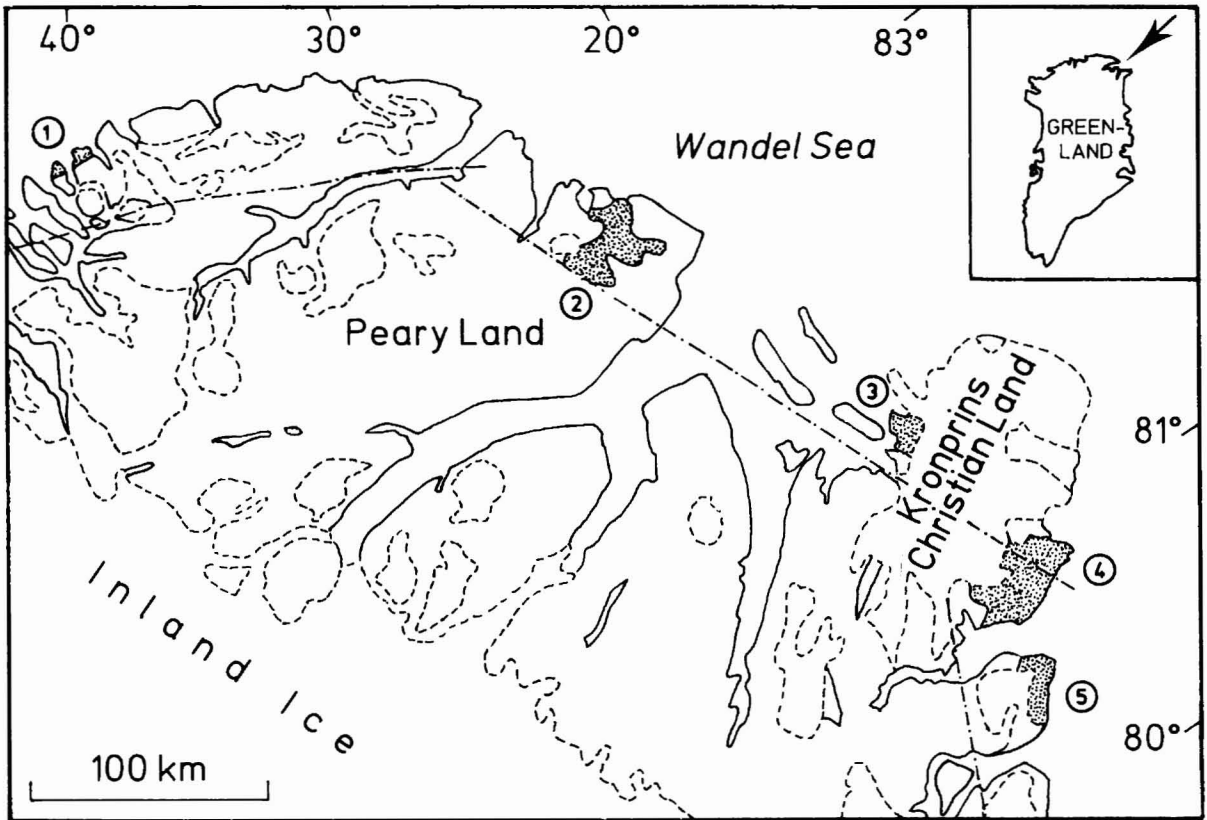 40°
30°
20°
83°
GREEN-
LAND
①
Wandel Sea
②
Peary Land
③
Kronprins
Christian Land
81°
④
Inland Ice
⑤
80°
100 km